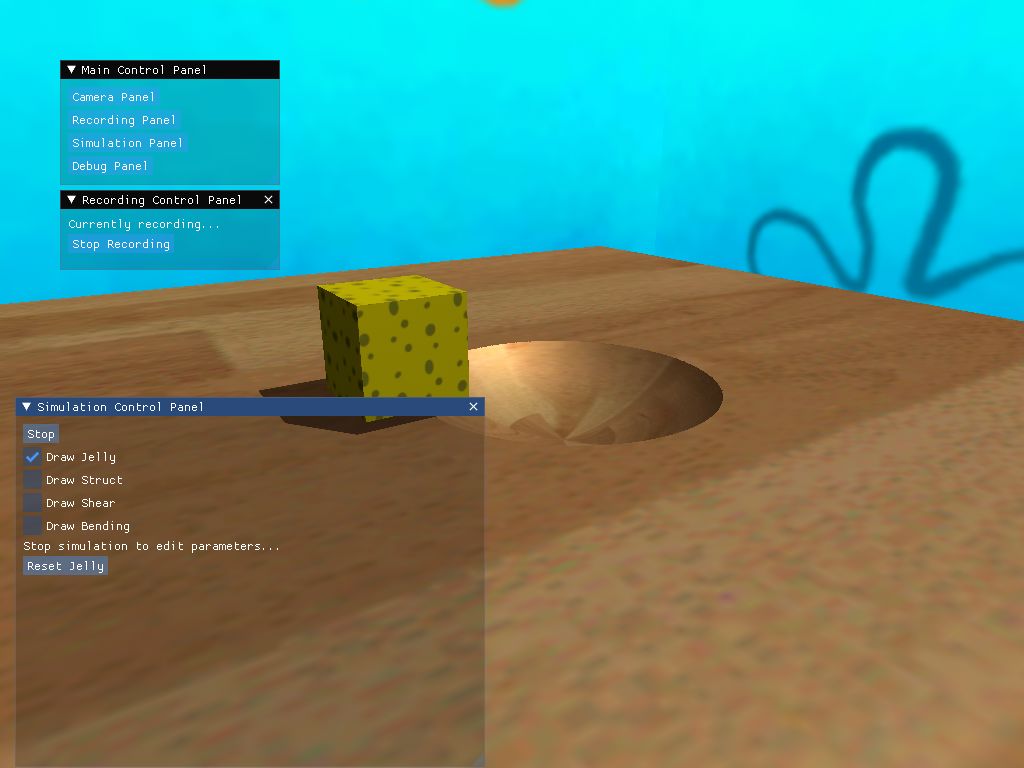 Main Control Panel
Camera Panel
Recording Panel
Simulation Panel
Debug Panel
Recording Control Panel
Currently recording...
Stop Recording
Simulation Control Panel
Stop
Draw Jelly
Draw Struct
Draw Shear
Draw Bending
Stop simulation to edit parameters...
Reset Jelly